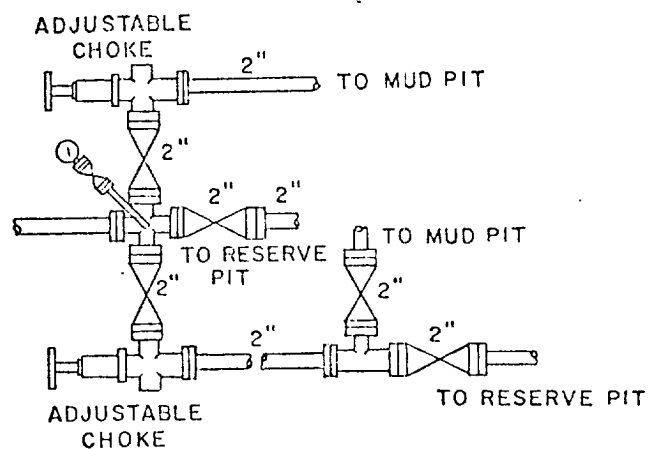 ADJUSTABLE
CHOKE
2"
TO MUD PIT
2"
2"
2"
TO RESERVE
PIT
TO MUD PIT
2"
2"
2"
2"
TO RESERVE PIT
ADJUSTABLE
CHOKE